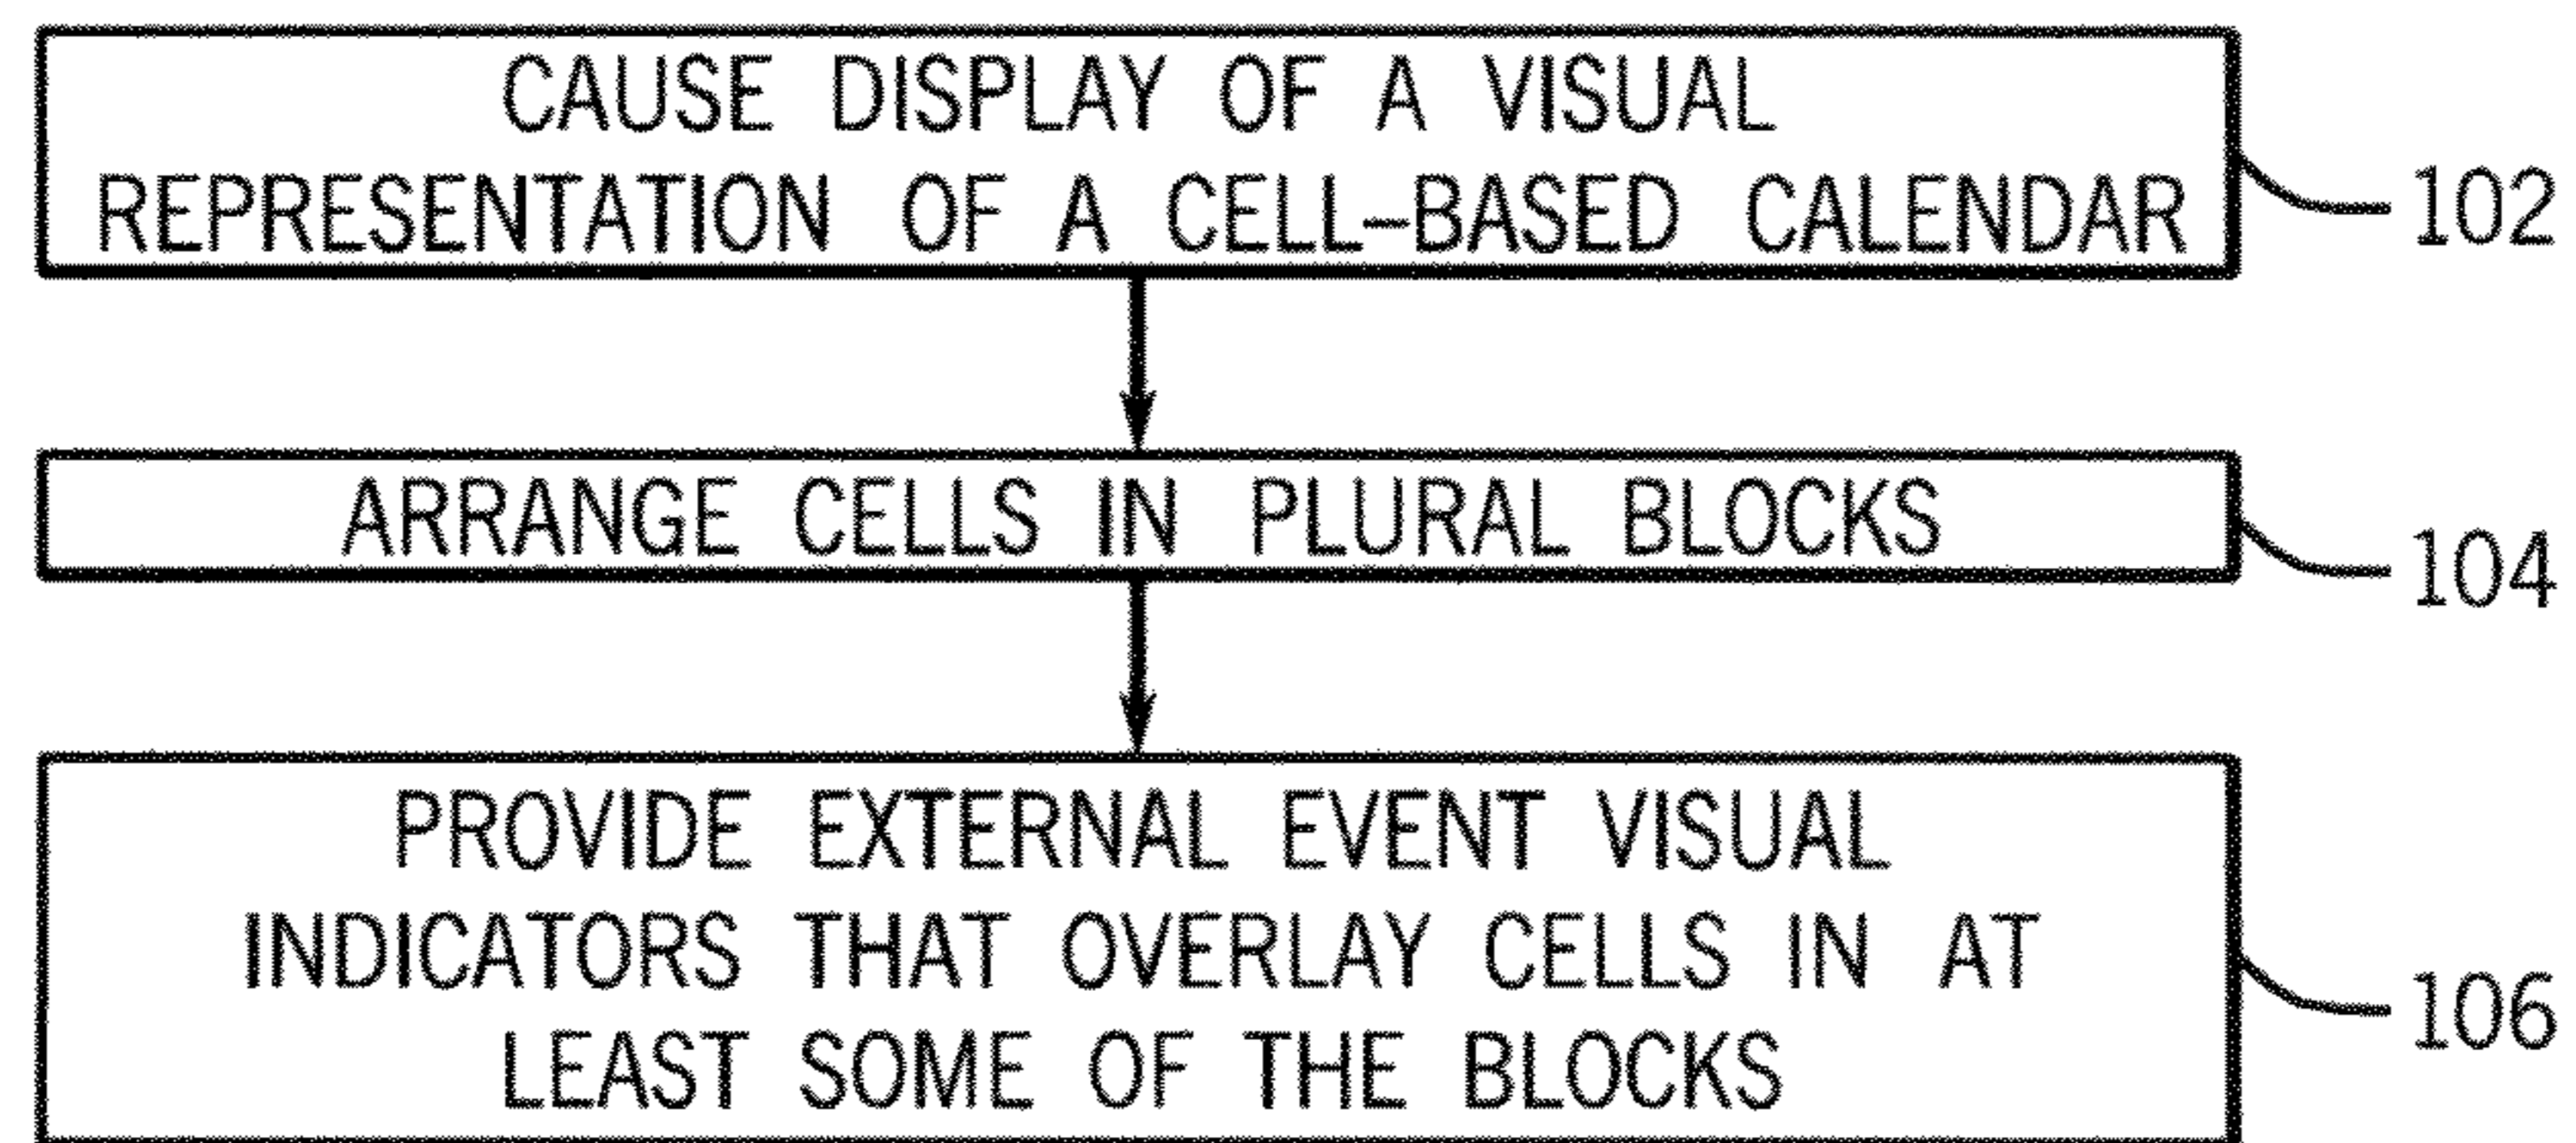 CAUSE DISPLAY OF A VISUAL
REPRESENTATION OF A CELL-BASED CALENDAR
102
ARRANGE CELLS IN PLURAL BLOCKS
104
PROVIDE EXTERNAL EVENT VISUAL
INDICATORS THAT OVERLAY CELLS IN AT
LEAST SOME OF THE BLOCKS
106